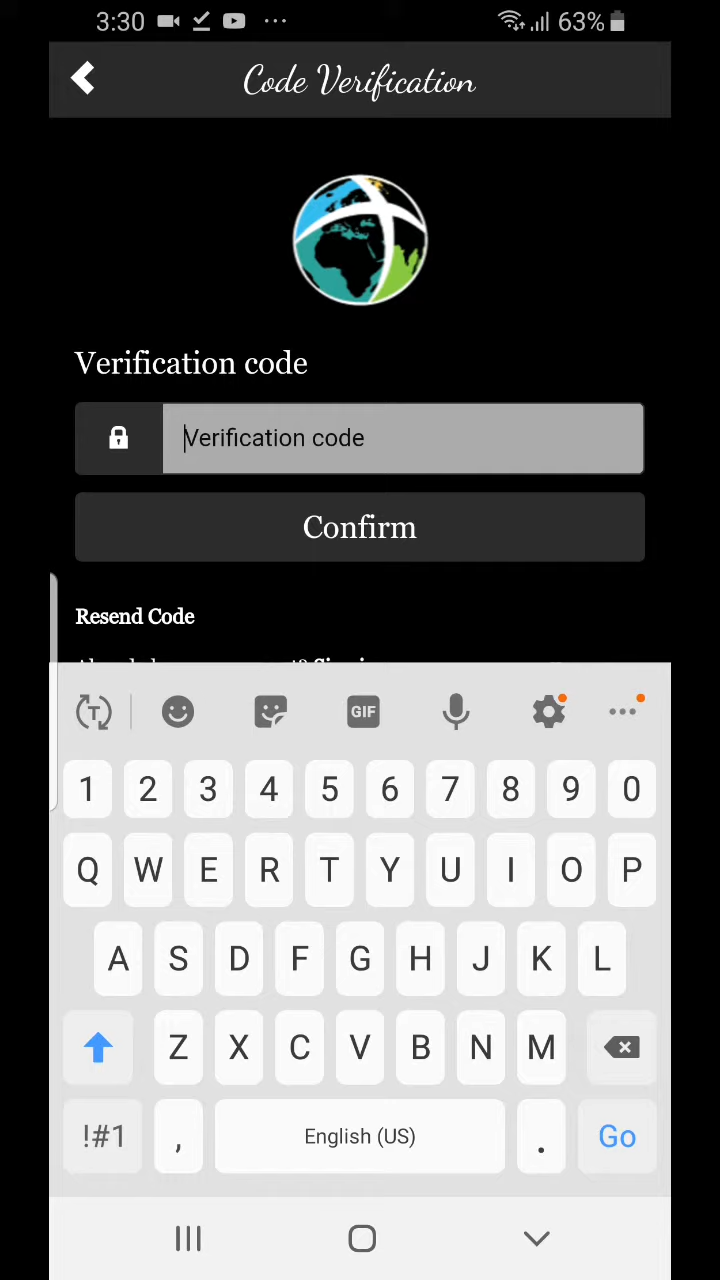 3:30 63%
Code Verification
Verification code
Verification code
Confirm
Resend Code
GIF
1 2 3 4 5 6 7 8 9 0
Q W E R T Y U I O P
A S D F G H J K L
Z X C V B N M
!#1 , English (US) . Go